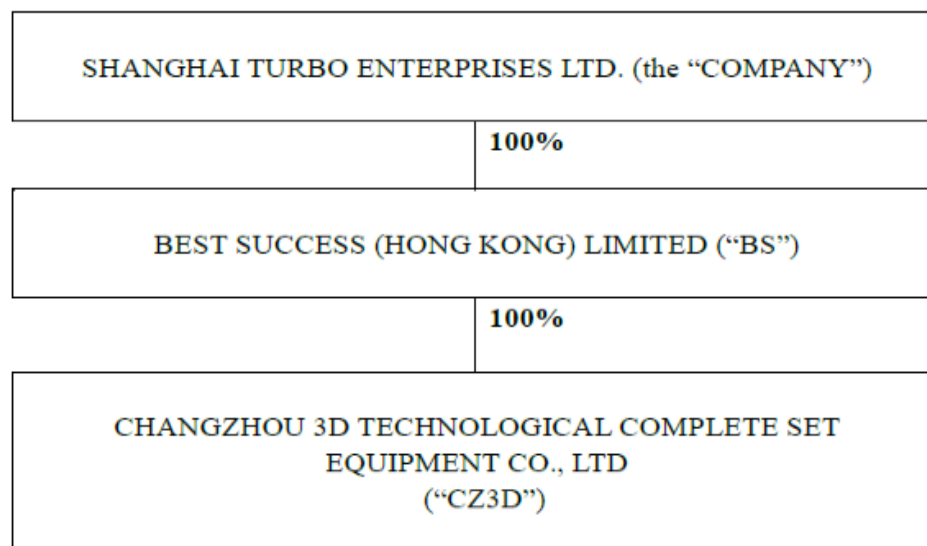 SHANGHAI TURBO ENTERPRISES LTD. (the “COMPANY”)
100%
BEST SUCCESS (HONG KONG) LIMITED (“BS”)
100%
CHANGZHOU 3D TECHNOLOGICAL COMPLETE SET
EQUIPMENT CO., LTD
(“CZ3D”)